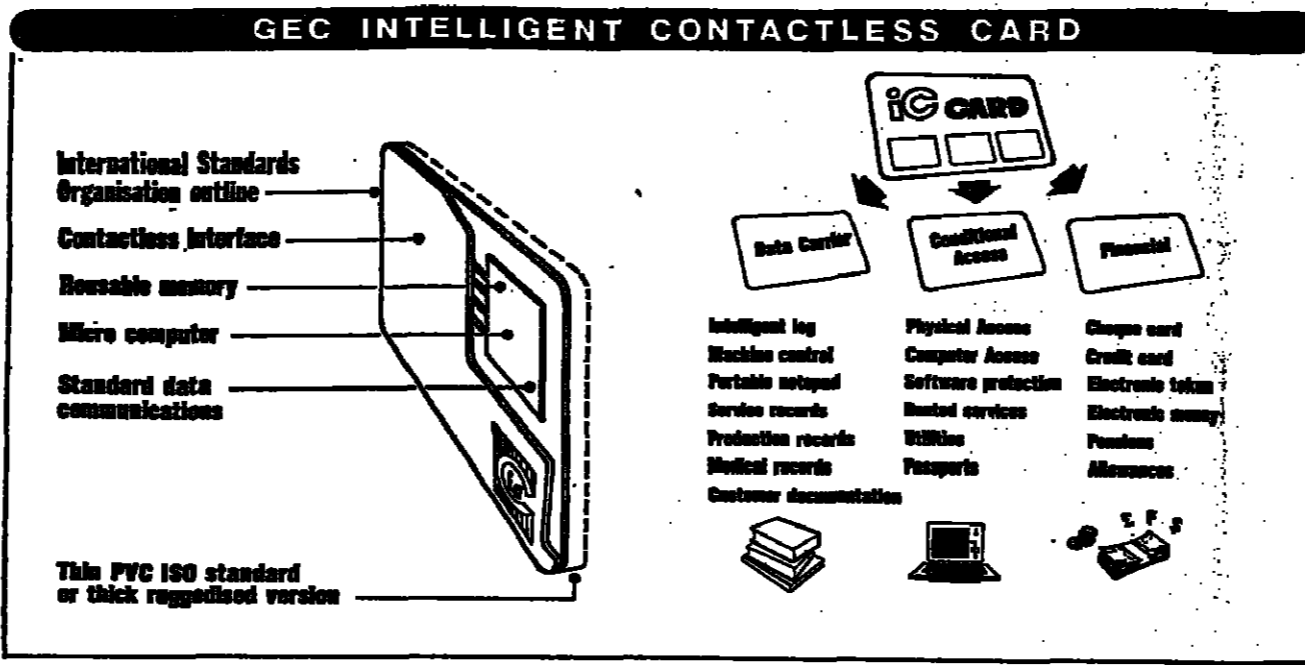 GEC INTELLIGENT CONTACTLESS CARD
International Standards
Organisation outline
Contactless Interface
Reusable memory
Micro computer
Standard data
communications
Thin PVC ISO standard
or thick ruggedised version
iC CARD
Data Carrier
Conditional
Access
Financial
Intelligent log
Machine control
Portable notepad
Service records
Production records
Medical records
Customer documentation
Physical Access
Computer Access
Software protection
Busted services
Utilities
Passports
Cheque card
Credit card
Electronic token
Electronic money
Pensions
Allowances
£ F $